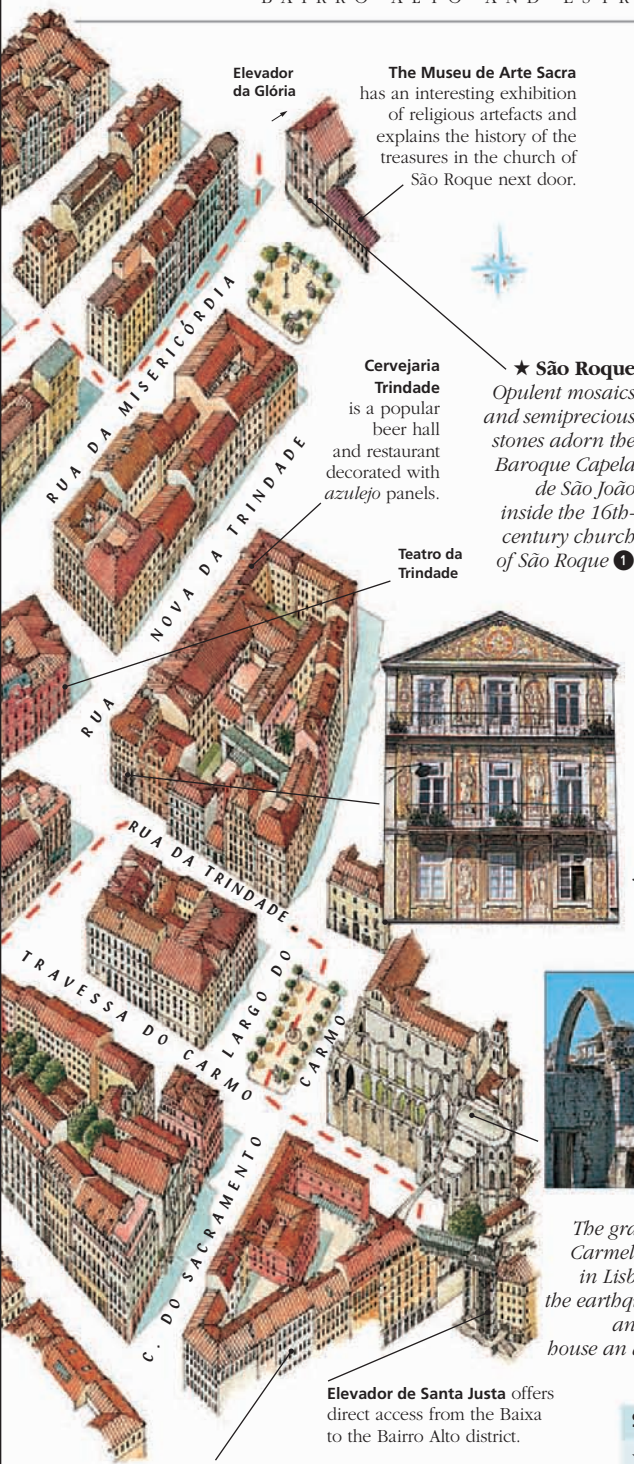 Elevador
da Glória
The Museu de Arte Sacra
has an interesting exhibition
of religious artefacts and
explains the history of the
treasures in the church of
São Roque next door.
RUA DA MISERICÓRDIA
★ São Roque
Opulent mosaics
and semiprecious
stones adorn the
Baroque Capela
de São João
inside the 16th-
century church
of São Roque 1
Cervejaria
Trindade
is a popular
beer hall
and restaurant
decorated with
azulejo panels.
RUA NOVA DA TRINDADE
Teatro da
Trindade
RUA DA TRINDADE
TRAVESSA DO CARMO
LARGO DO
CARMO
C. DO SACRAMENTO
The
in
the
an
house an
Elevador de Santa Justa offers
direct access from the Baixa
to the Bairro Alto district.